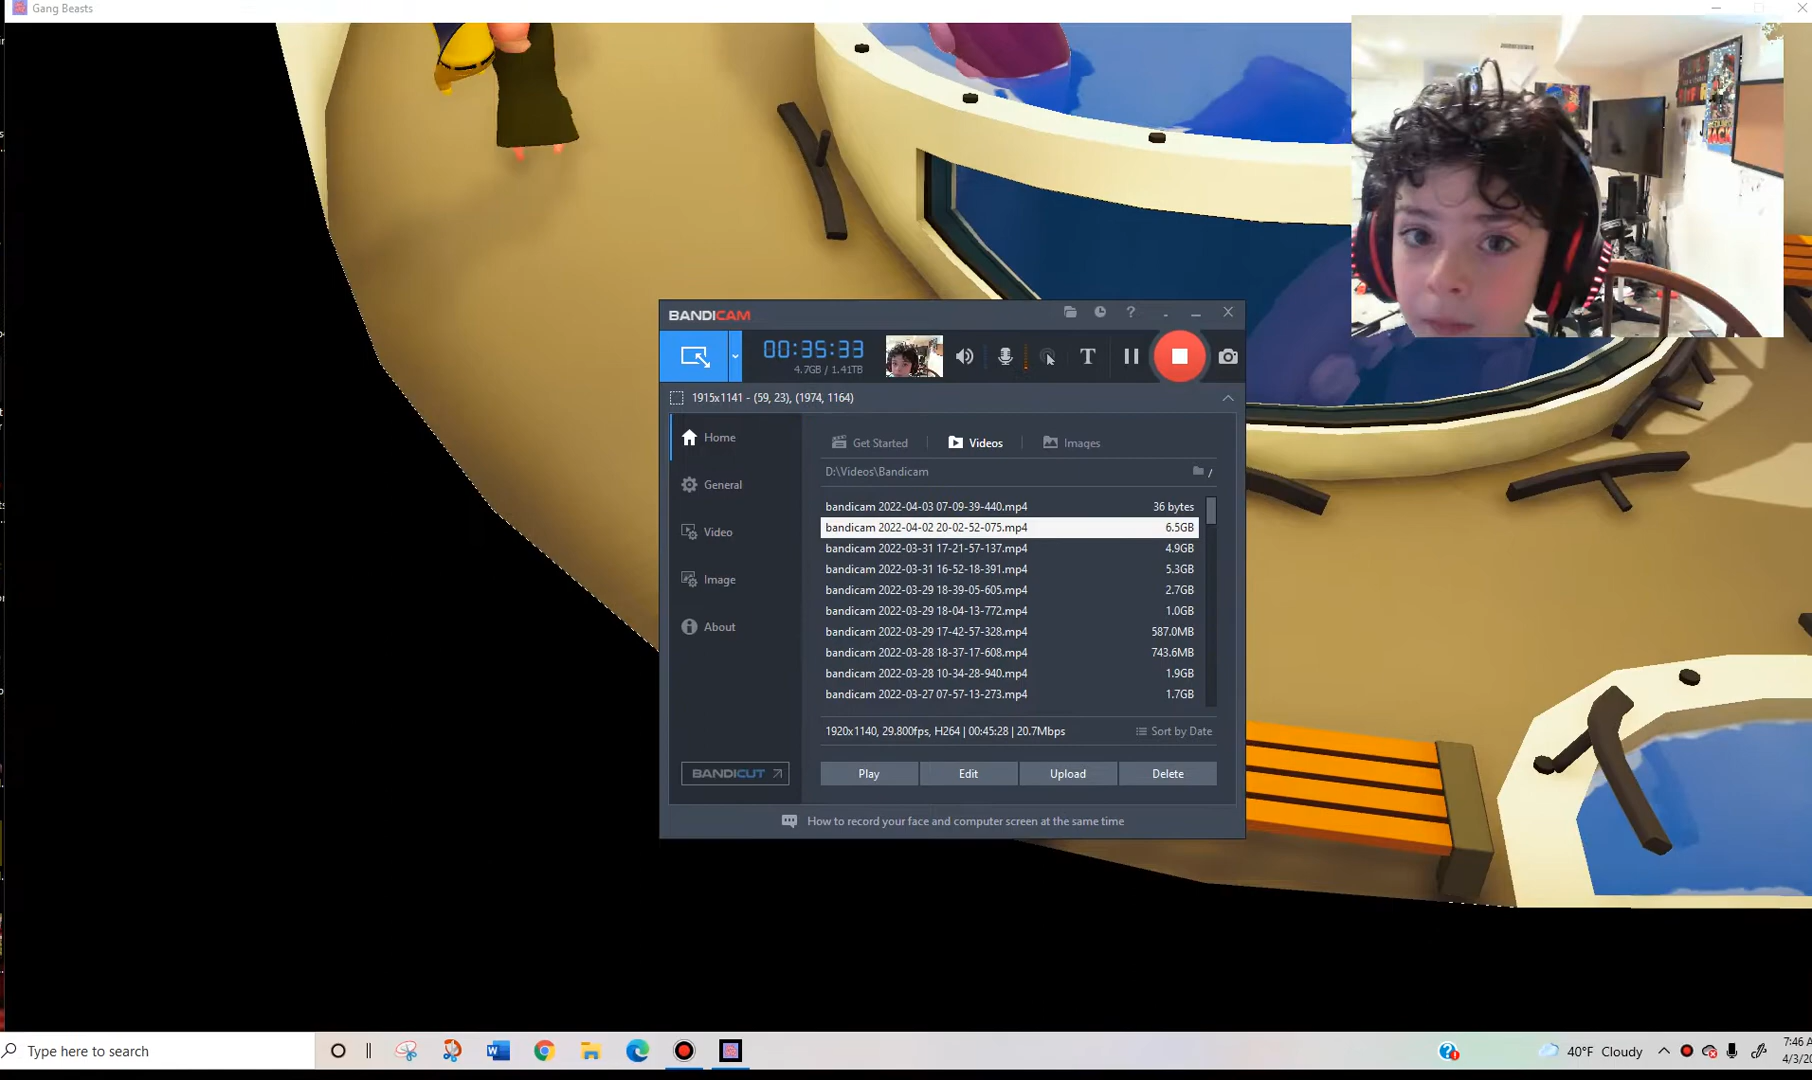 Gang Beasts
BANDICAM
00:35:33
4.7GB / 1.41TB
T
1915x1141 - (59, 23), (1974, 1164)
Home
General
Video
Image
About
BANDICUT
Get Started
Videos
Images
D:\Videos\Bandicam
bandicam 2022-04-03 07-09-39-440.mp4 36 bytes
bandicam 2022-04-02 20-02-52-075.mp4 6.5GB
bandicam 2022-03-31 17-21-57-137.mp4 4.9GB
bandicam 2022-03-31 16-52-18-391.mp4 5.3GB
bandicam 2022-03-29 18-39-05-605.mp4 2.7GB
bandicam 2022-03-29 18-04-13-772.mp4 1.0GB
bandicam 2022-03-29 17-42-57-328.mp4 587.0MB
bandicam 2022-03-28 18-37-17-608.mp4 743.6MB
bandicam 2022-03-28 10-34-28-940.mp4 1.9GB
bandicam 2022-03-27 07-57-13-273.mp4 1.7GB
1920x1140, 29.800fps, H264 | 00:45:28 | 20.7Mbps
Sort by Date
Play Edit Upload Delete
How to record your face and computer screen at the same time
Type here to search
40°F Cloudy
7:46 A
4/3/20